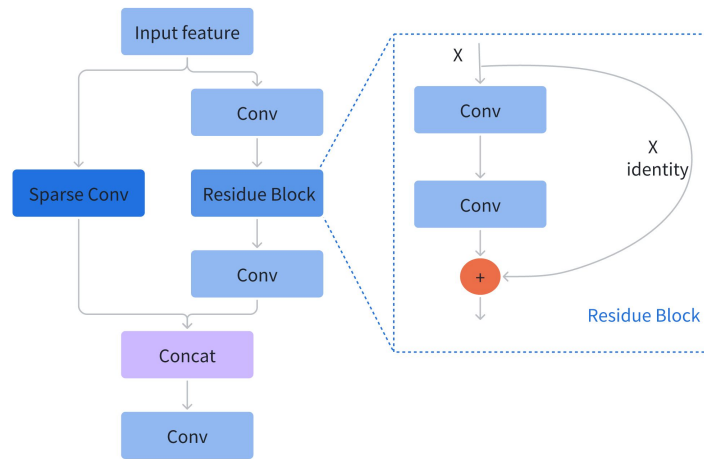 Input feature
Conv
Sparse Conv
Residue Block
Conv
Concat
Conv
X
Conv
X
identity
Conv
+
Residue Block